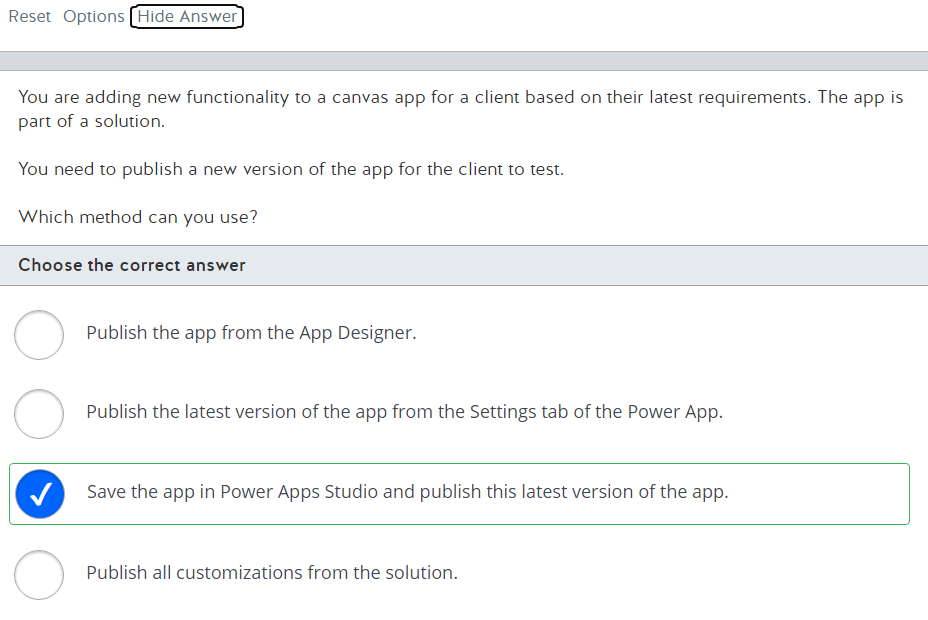 Reset Options Hide Answer
You are adding new functionality to a canvas app for a client based on their latest requirements. The app is
part of a solution.
You need to publish a new version of the app for the client to test.
Which method can you use?
Choose the correct answer
Publish the app from the App Designer.
Publish the latest version of the app from the Settings tab of the Power App.
Save the app in Power Apps Studio and publish this latest version of the app.
Publish all customizations from the solution.